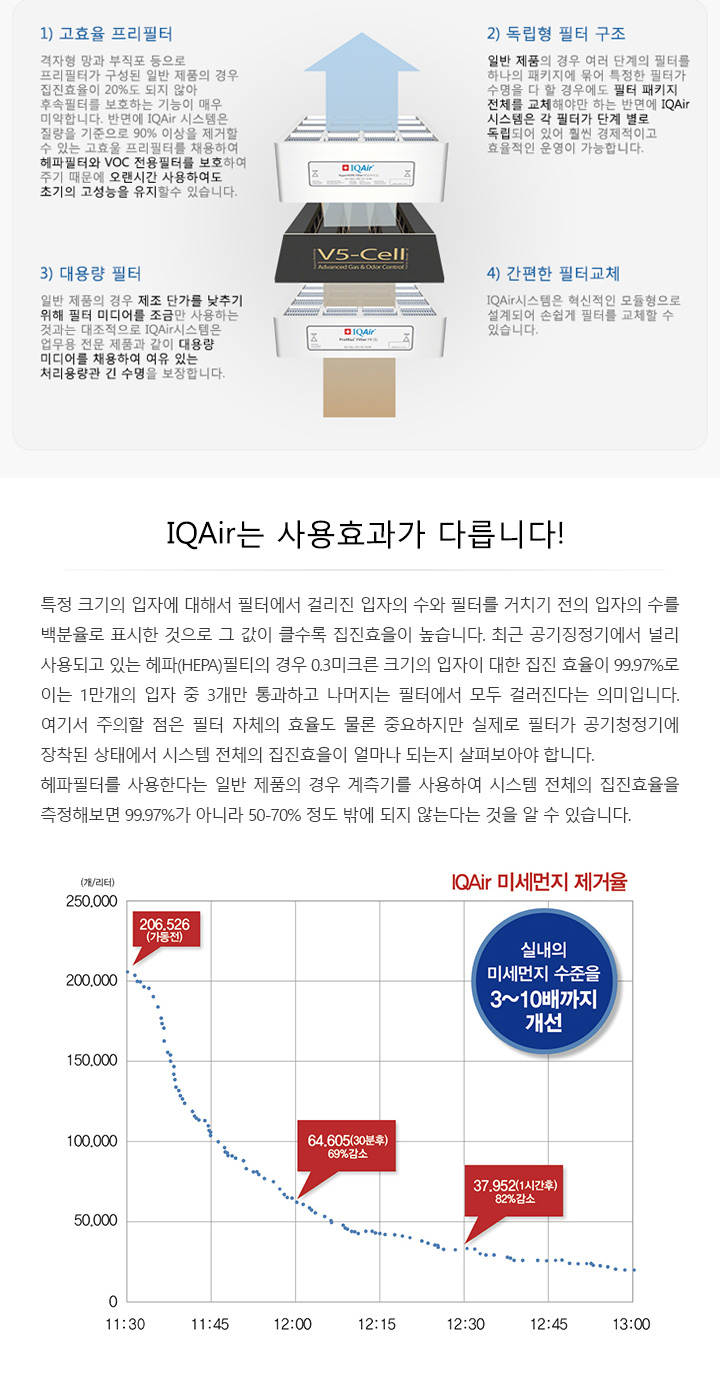 1) 고효율 프리필터
격자형 망과 부직포 등으로
프리필터가 구성된 일반 제품의 경우
집진효율이 20%도 되지 않아
후속필터를 보호하는 기능이 매우
미약합니다. 반면에 IQAir 시스템은
질량을 기준으로 90% 이상을 제거할
수 있는 고효율 프리필터를 채용하여
헤파필터와 VOC 전용필터를 보호하여
주기 때문에 오랜시간 사용하여도
초기의 고성능을 유지할수 있습니다.
2) 독립형 필터 구조
일반 제품의 경우 여러 단계의 필터를
하나의 패키지에 묶어 특정한 필터가
수명을 다 할 경우에도 필터 패키지
전체를 교체해야만 하는 반면에 IQAir
시스템은 각 필터가 단계 별로
독립되어 있어 훨씬 경제적이고
효율적인 운영이 가능합니다.
IQAir
V5-Cell
Advanced Gas & Odor Control
IQAir
3) 대용량 필터
일반 제품의 경우 제조 단가를 낮추기
위해 필터 미디어를 조금만 사용하는
것과는 대조적으로 IQAir시스템은
업무용 전문 제품과 같이 대용량
미디어를 채용하여 여유 있는
처리용량관 긴 수명을 보장합니다.
4) 간편한 필터교체
IQAir시스템은 혁신적인 모듈형으로
설계되어 손쉽게 필터를 교체할 수
있습니다.
IQAir는 사용효과가 다릅니다!
특정 크기의 입자에 대해서 필터에서 걸리진 입자의 수와 필터를 거치기 전의 입자의 수를
백분율로 표시한 것으로 그 값이 클수록 집진효율이 높습니다. 최근 공기징정기에서 널리
사용되고 있는 헤파(HEPA)필티의 경우 0.3미크른 크기의 입자이 대한 집진 효율이 99.97%로
이는 1만개의 입자 중 3개만 통과하고 나머지는 필터에서 모두 걸러진다는 의미입니다.
여기서 주의할 점은 필터 자체의 효율도 물론 중요하지만 실제로 필터가 공기청정기에
장착된 상태에서 시스템 전체의 집진효율이 얼마나 되는지 살펴보아야 합니다.
헤파필터를 사용한다는 일반 제품의 경우 계측기를 사용하여 시스템 전체의 집진효율을
측정해보면 99.97%가 아니라 50-70% 정도 밖에 되지 않는다는 것을 알 수 있습니다.
IQAir 미세먼지 제거율
(개/리터)
250,000
200,000
150,000
100,000
50,000
0
206.526
(가동전)
실내의
미세먼지 수준을
3~10배까지
개선
64.605(30분후)
69%감소
37.952(1시간후)
82%감소
11:30 11:45 12:00 12:15 12:30 12:45 13:00